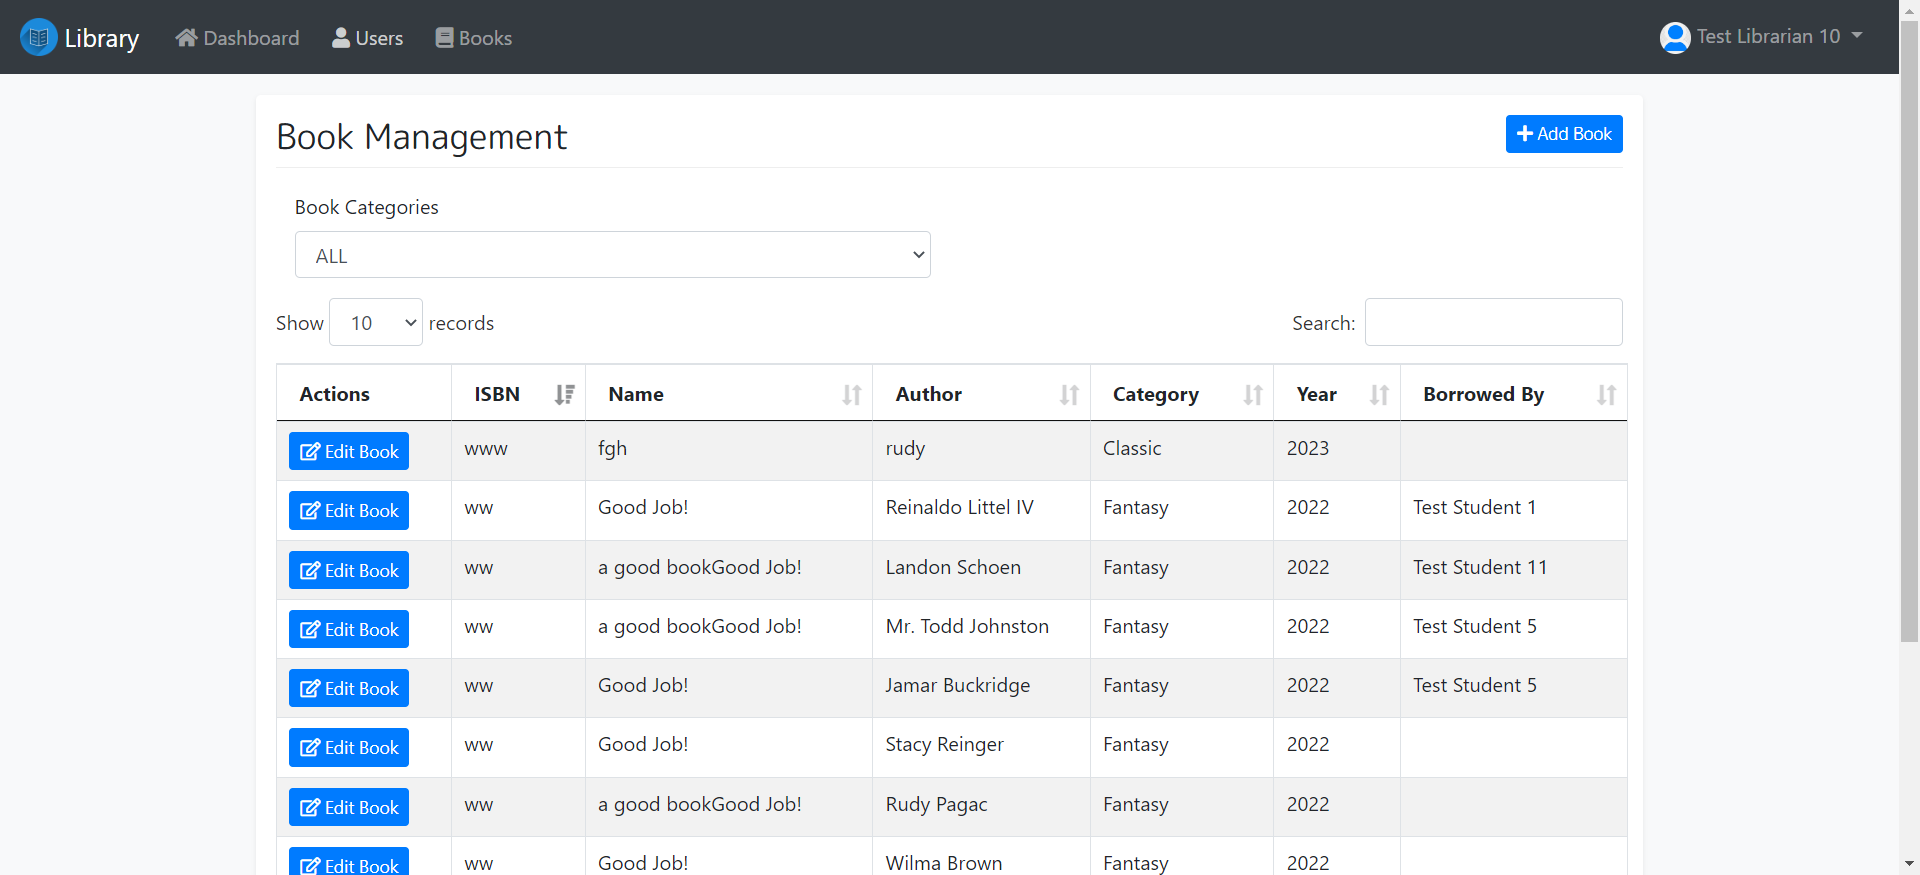 Library Dashboard Users Books Test Librarian 10
Book Management Add Book
Book Categories
ALL
Show 10 records Search:
Actions ISBN Name Author Category Year Borrowed By
Edit Book www fgh rudy Classic 2023
Edit Book ww Good Job! Reinaldo Littel IV Fantasy 2022 Test Student 1
Edit Book ww a good bookGood Job! Landon Schoen Fantasy 2022 Test Student 11
Edit Book ww a good bookGood Job! Mr. Todd Johnston Fantasy 2022 Test Student 5
Edit Book ww Good Job! Jamar Buckridge Fantasy 2022 Test Student 5
Edit Book ww Good Job! Stacy Reinger Fantasy 2022
Edit Book ww a good bookGood Job! Rudy Pagac Fantasy 2022
Edit Book ww Good Job! Wilma Brown Fantasy 2022